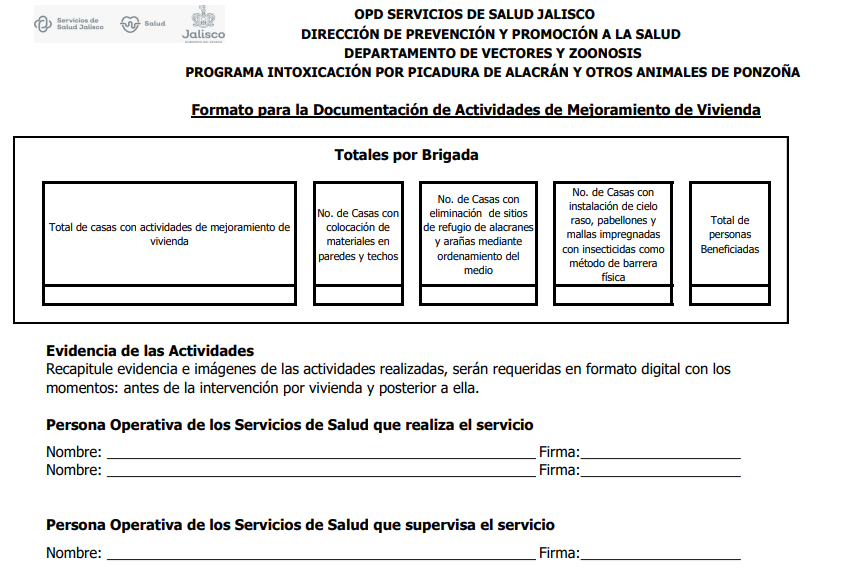 Servicios de
Salud Jalisco
Salud
Jalisco
OPD SERVICIOS DE SALUD JALISCO
DIRECCIÓN DE PREVENCIÓN Y PROMOCIÓN A LA SALUD
DEPARTAMENTO DE VECTORES Y ZOONOSIS
PROGRAMA INTOXICACIÓN POR PICADURA DE ALACRÁN Y OTROS ANIMALES DE PONZOÑA
Formato para la Documentación de Actividades de Mejoramiento de Vivienda
Totales por Brigada
Total de casas con actividades de mejoramiento de
vivienda
No. de Casas con
colocación de
materiales en
paredes y techos
No. de Casas con
eliminación de sitios
de refugio de alacranes
y arañas mediante
ordenamiento del
medio
No. de Casas con
instalación de cielo
raso, pabellones y
mallas impregnadas
con insecticidas como
método de barrera
física
Total de
personas
Beneficiadas
Evidencia de las Actividades
Recapitule evidencia e imágenes de las actividades realizadas, serán requeridas en formato digital con los
momentos: antes de la intervención por vivienda y posterior a ella.
Persona Operativa de los Servicios de Salud que realiza el servicio
Nombre: ______ Firma:______
Nombre: ______ Firma:______
Persona Operativa de los Servicios de Salud que supervisa el servicio
Nombre: ______ Firma:______